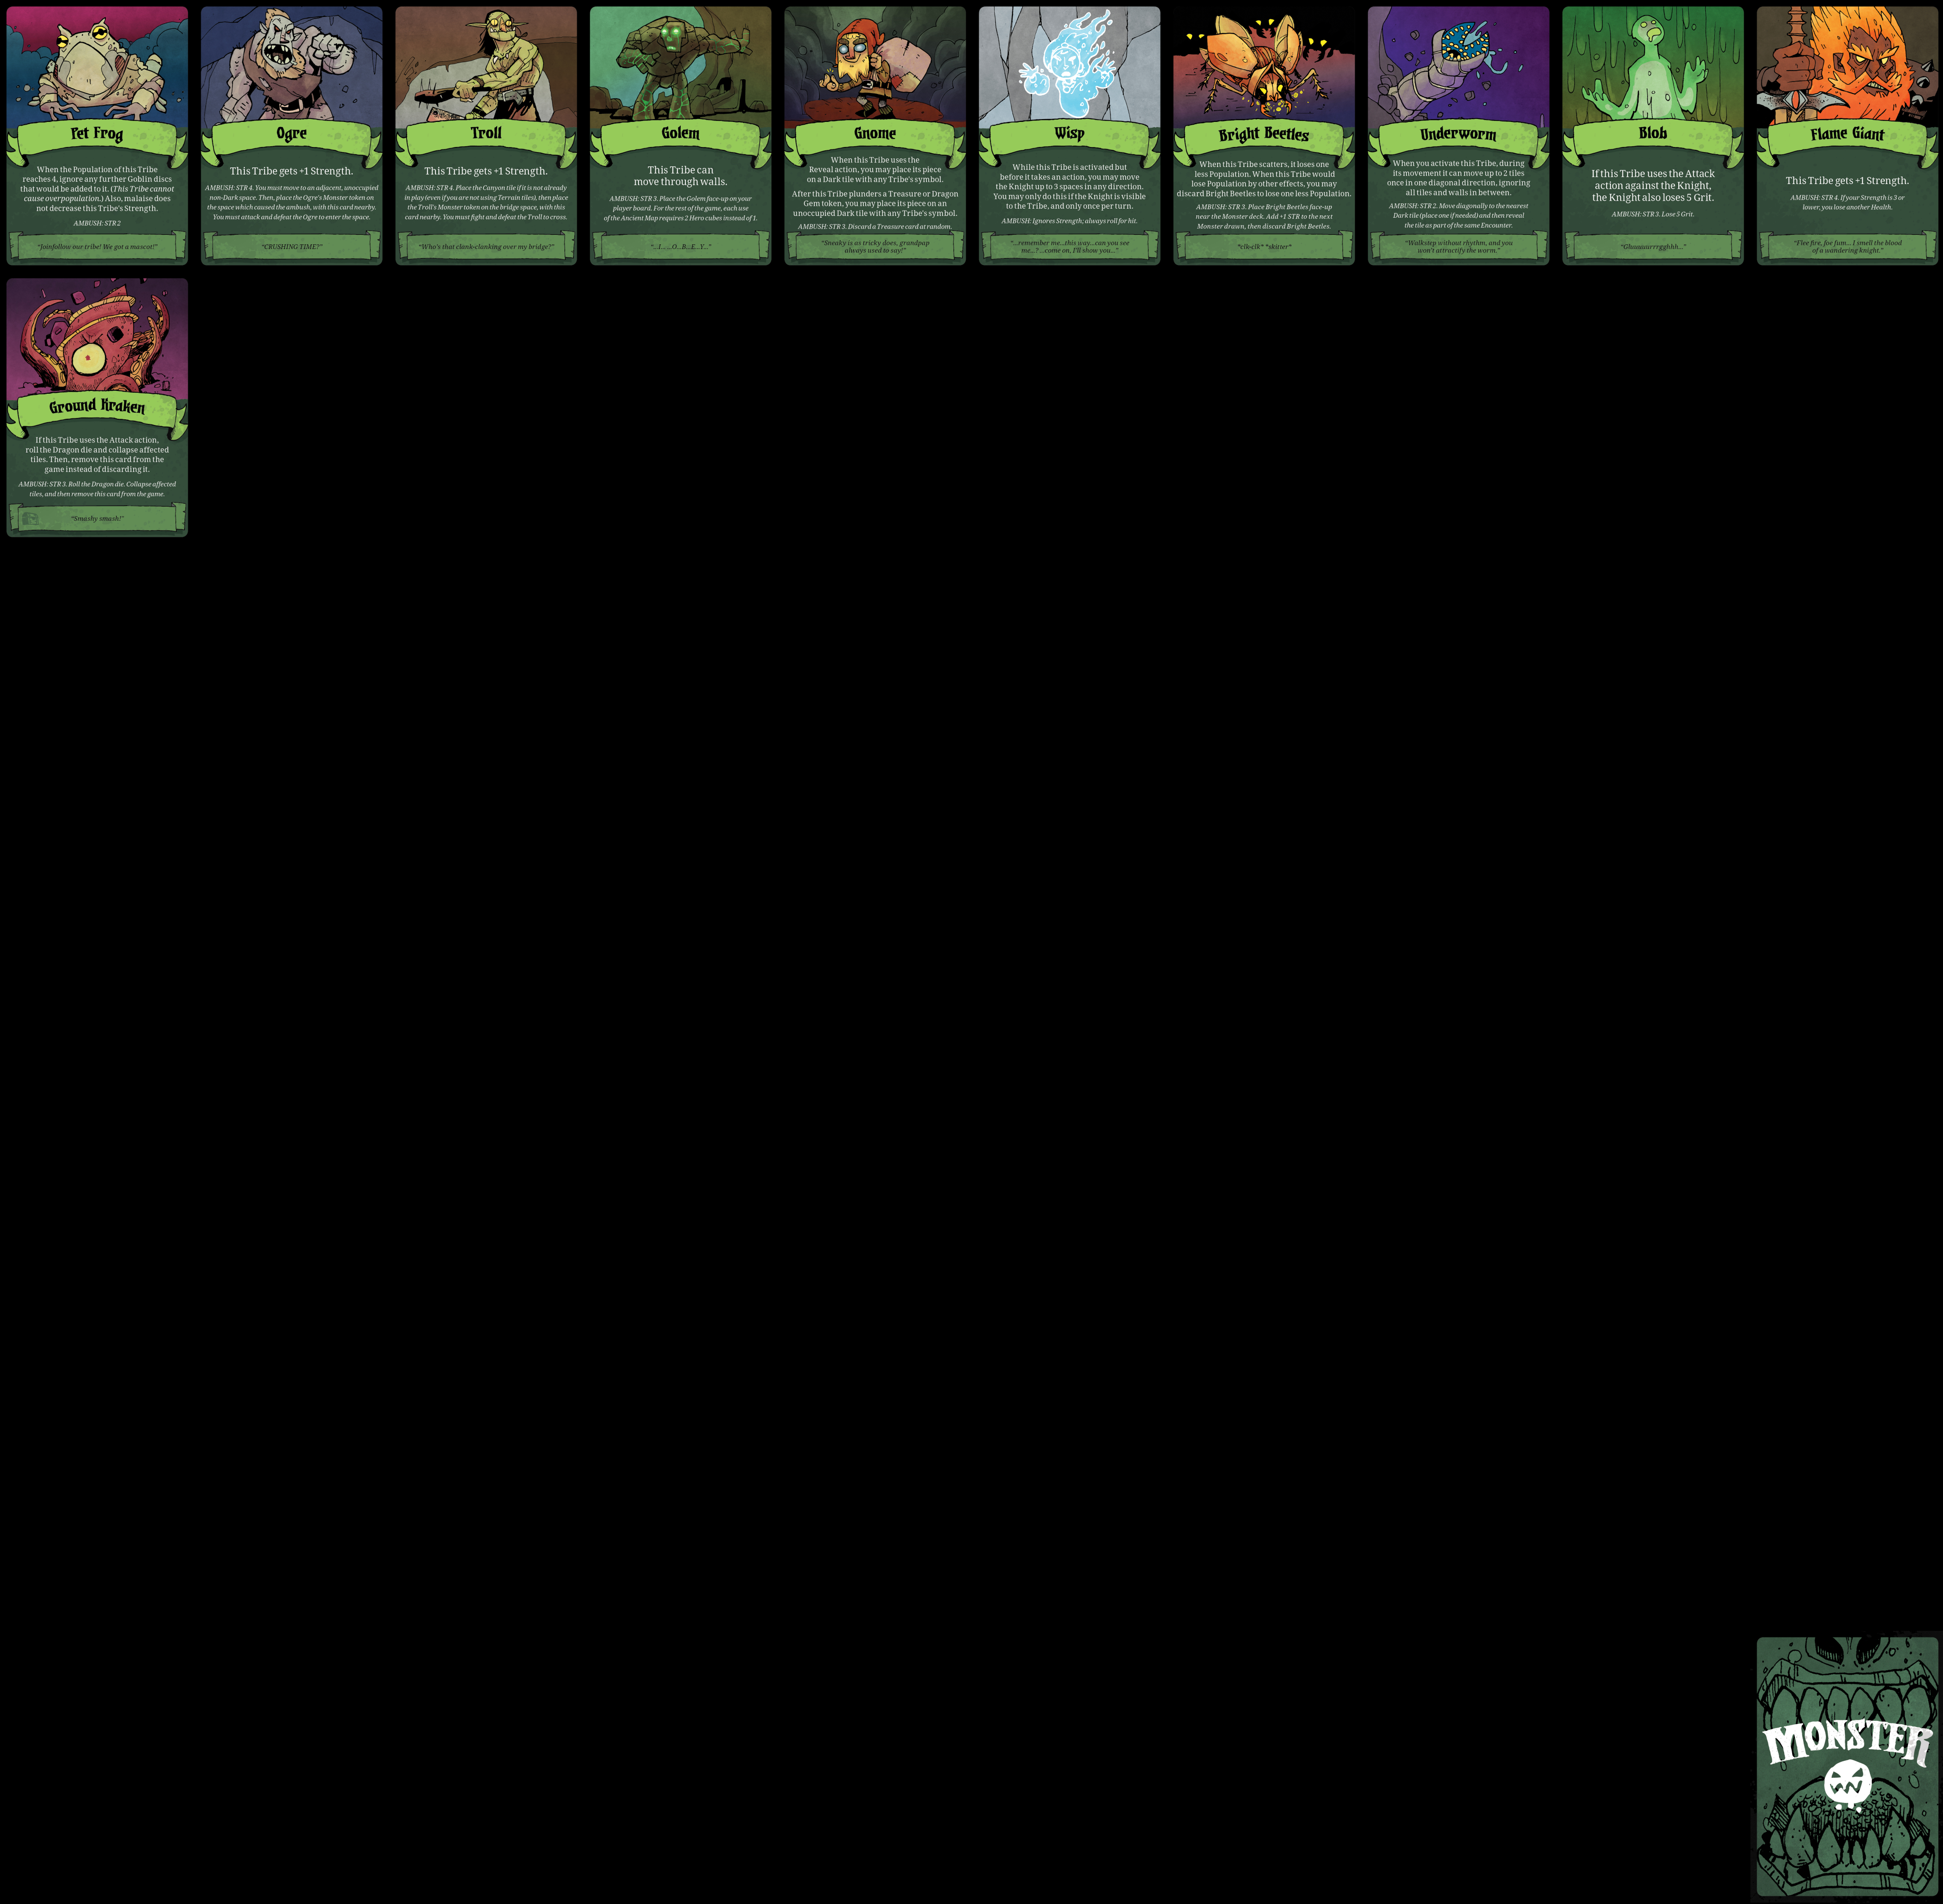 Pet Frog
When the Population of this Tribe
reaches 4, ignore any further Goblin discs
that would be added to it. (This Tribe cannot
cause overpopulation.) Also, malaise does
not decrease this Tribe's Strength.
AMBUSH: STR 2
"Joinfollow our tribe! We got a mascot!"
Ogre
This Tribe gets +1 Strength.
AMBUSH: STR 4. You must move to an adjacent, unoccupied
non-Dark space. Then, place the Ogre's Monster token on
the space which caused the ambush, with this card nearby.
You must attack and defeat the Ogre to enter the space.
"CRUSHING TIME!"
Troll
This Tribe gets +1 Strength.
AMBUSH: STR 4. Place the Canyon tile if it is not already
in play (even if you are not using Terrain tiles), then place
the Troll's Monster token on the bridge space, with this
card nearby. You must fight and defeat the Troll to cross.
"Who's that clank-clanking over my bridge?"
Golem
This Tribe can
move through walls.
AMBUSH: STR 3. Place the Golem face-up on your
player board. For the rest of the game, each use
of the Ancient Map requires 2 Hero cubes instead of 1.
"...I... ...O...B...E...Y..."
Gnome
When this Tribe uses the
Reveal action, you may place its piece
on a Dark tile with any Tribe's symbol.
After this Tribe plunders a Treasure or Dragon
Gem token, you may place its piece on an
unoccupied Dark tile with any Tribe's symbol.
AMBUSH: STR 3. Discard a Treasure card at random.
"Sneaky is as tricky does, grandpap
always used to say!"
Wisp
While this Tribe is activated but
before it takes an action, you may move
the Knight up to 3 spaces in any direction.
You may only do this if the Knight is visible
to the Tribe, and only once per turn.
AMBUSH: Ignores Strength; always roll for hit.
"...remember me...this way...can you see
me...? ...come on, I'll show you..."
Bright Beetles
When this Tribe scatters, it loses one
less Population. When this Tribe would
lose Population by other effects, you may
discard Bright Beetles to lose one less Population.
AMBUSH: STR 3. Place Bright Beetles face-up
near the Monster deck. Add +1 STR to the next
Monster drawn, then discard Bright Beetles.
*clk-clk* *skitter*
Underworm
When you activate this Tribe, during
its movement it can move up to 2 tiles
once in one diagonal direction, ignoring
all tiles and walls in between.
AMBUSH: STR 2. Move diagonally to the nearest
Dark tile (place one if needed) and then reveal
the tile as part of the same Encounter.
"Walkstep without rhythm, and you
won't attractify the worm."
Blob
If this Tribe uses the Attack
action against the Knight,
the Knight also loses 5 Grit.
AMBUSH: STR 3. Lose 5 Grit.
Flame Giant
This Tribe gets +1 Strength.
AMBUSH: STR 4. If your Strength is 3 or
lower, you lose another Health.
"Flee fire, foe fum... I smell the blood
of a wandering knight."
Ground Kraken
If this Tribe uses the Attack action,
roll the Dragon die and collapse affected
tiles. Then, remove this card from the
game instead of discarding it.
AMBUSH: STR 3. Roll the Dragon die. Collapse affected
tiles, and then remove this card from the game.
"Smashy smash!"
MONSTER